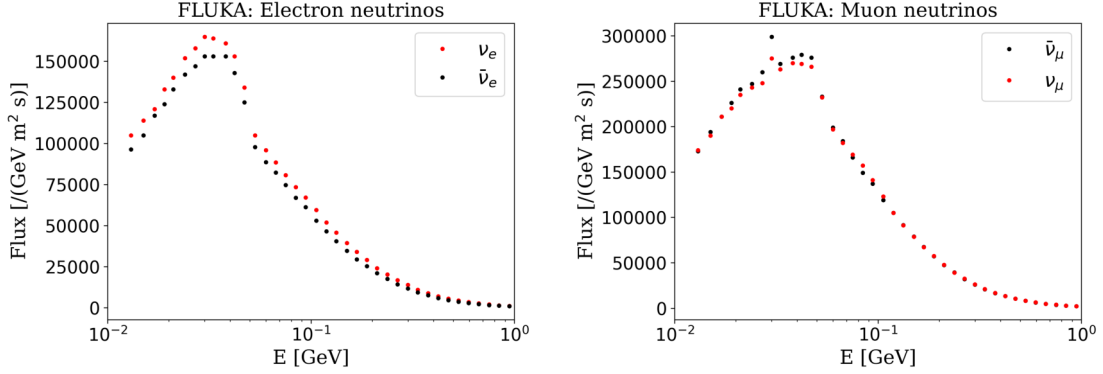 FLUKA: Electron neutrinos
Flux [/(GeV m² s)]
150000
125000
100000
75000
50000
25000
0
10⁻²
10⁻¹
10⁰
E [GeV]
νₑ
ν̄ₑ
FLUKA: Muon neutrinos
Flux [/(GeV m² s)]
300000
250000
200000
150000
100000
50000
0
10⁻²
10⁻¹
10⁰
E [GeV]
ν̄_μ
ν_μ